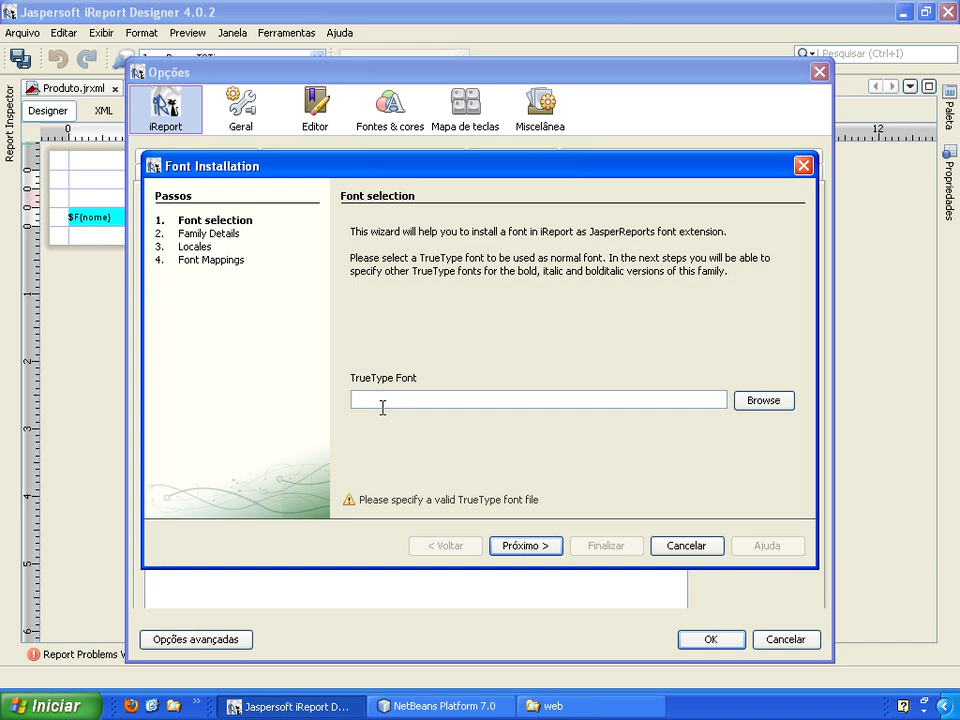 Jaspersoft iReport Designer 4.0.2
Arquivo Editar Exibir Format Preview Janela Ferramentas Ajuda
Pesquisar (Ctrl+I)
Produto.jrxml
Designer XML
Report Inspector
Paleta
Propriedades
0 12
$F{nome}
Opções
iReport Geral Editor Fontes & cores Mapa de teclas Miscelânea
Font Installation
Passos
1. Font selection
2. Family Details
3. Locales
4. Font Mappings
Font selection
This wizard will help you to install a font in iReport as JasperReports font extension.
Please select a TrueType font to be used as normal font. In the next steps you will be able to
specify other TrueType fonts for the bold, italic and bolditalic versions of this family.
TrueType Font
Browse
Please specify a valid TrueType font file
< Voltar Próximo > Finalizar Cancelar Ajuda
Opções avançadas OK Cancelar
Report Problems
Iniciar Jaspersoft iReport D... NetBeans Platform 7.0 web